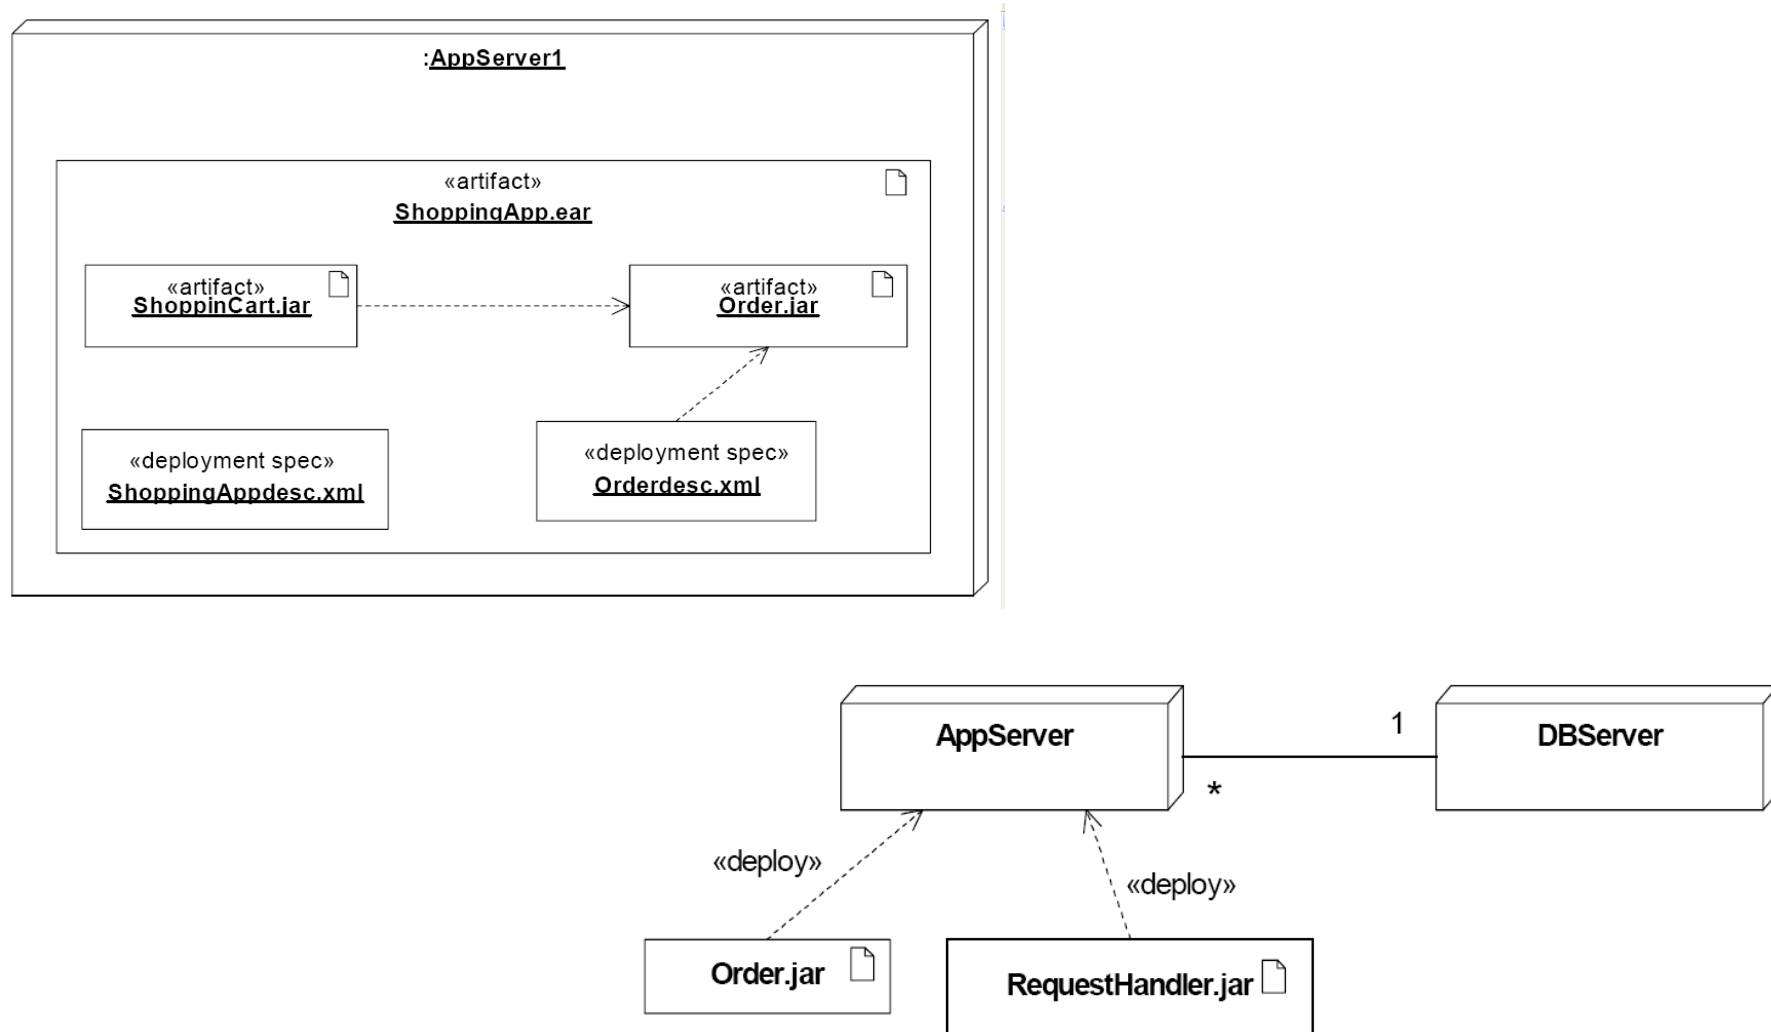 :AppServer1
«artifact»
ShoppingApp.ear
«artifact»
ShoppinCart.jar
«artifact»
Order.jar
«deployment spec»
ShoppingAppdesc.xml
«deployment spec»
Orderdesc.xml
AppServer
1
DBServer
*
«deploy»
«deploy»
Order.jar
RequestHandler.jar